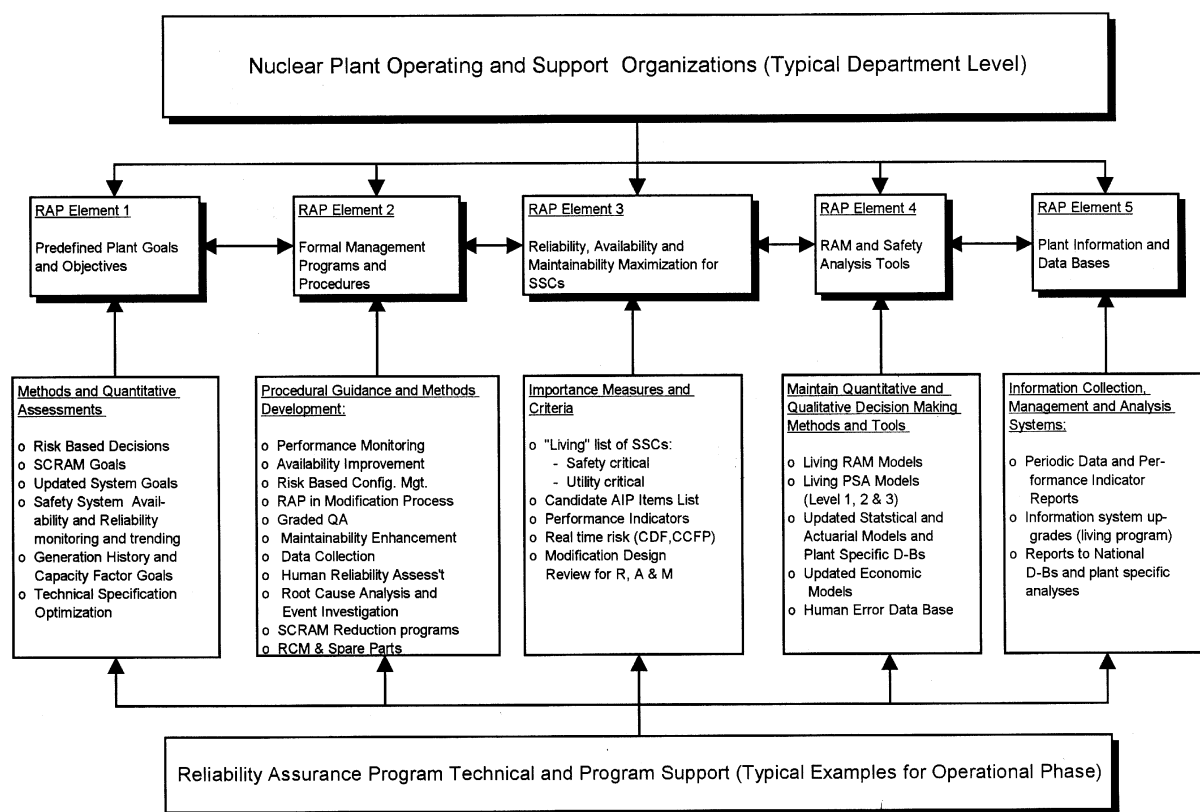 Nuclear Plant Operating and Support Organizations (Typical Department Level)
RAP Element 1
Predefined Plant Goals
and Objectives
RAP Element 2
Formal Management
Programs and
Procedures
RAP Element 3
Reliability, Availability and
Maintainability Maximization for
SSCs
RAP Element 4
RAM and Safety
Analysis Tools
RAP Element 5
Plant Information and
Data Bases
Methods and Quantitative
Assessments
o Risk Based Decisions
o SCRAM Goals
o Updated System Goals
o Safety System Avail-
ability and Reliability
monitoring and trending
o Generation History and
Capacity Factor Goals
o Technical Specification
Optimization
Procedural Guidance and Methods
Development:
o Performance Monitoring
o Availability Improvement
o Risk Based Config. Mgt.
o RAP in Modification Process
o Graded QA
o Maintainability Enhancement
o Data Collection
o Human Reliability Assess't
o Root Cause Analysis and
Event Investigation
o SCRAM Reduction programs
o RCM & Spare Parts
Importance Measures and
Criteria
o "Living" list of SSCs:
- Safety critical
- Utility critical
o Candidate AIP Items List
o Performance Indicators
o Real time risk (CDF,CCFP)
o Modification Design
Review for R, A & M
Maintain Quantitative and
Qualitative Decision Making
Methods and Tools
o Living RAM Models
o Living PSA Models
(Level 1, 2 & 3)
o Updated Statstical and
Actuarial Models and
Plant Specific D-Bs
o Updated Economic
Models
o Human Error Data Base
Information Collection,
Management and Analysis
Systems:
o Periodic Data and Per-
formance Indicator
Reports
o Information system up-
grades (living program)
o Reports to National
D-Bs and plant specific
analyses
Reliability Assurance Program Technical and Program Support (Typical Examples for Operational Phase)